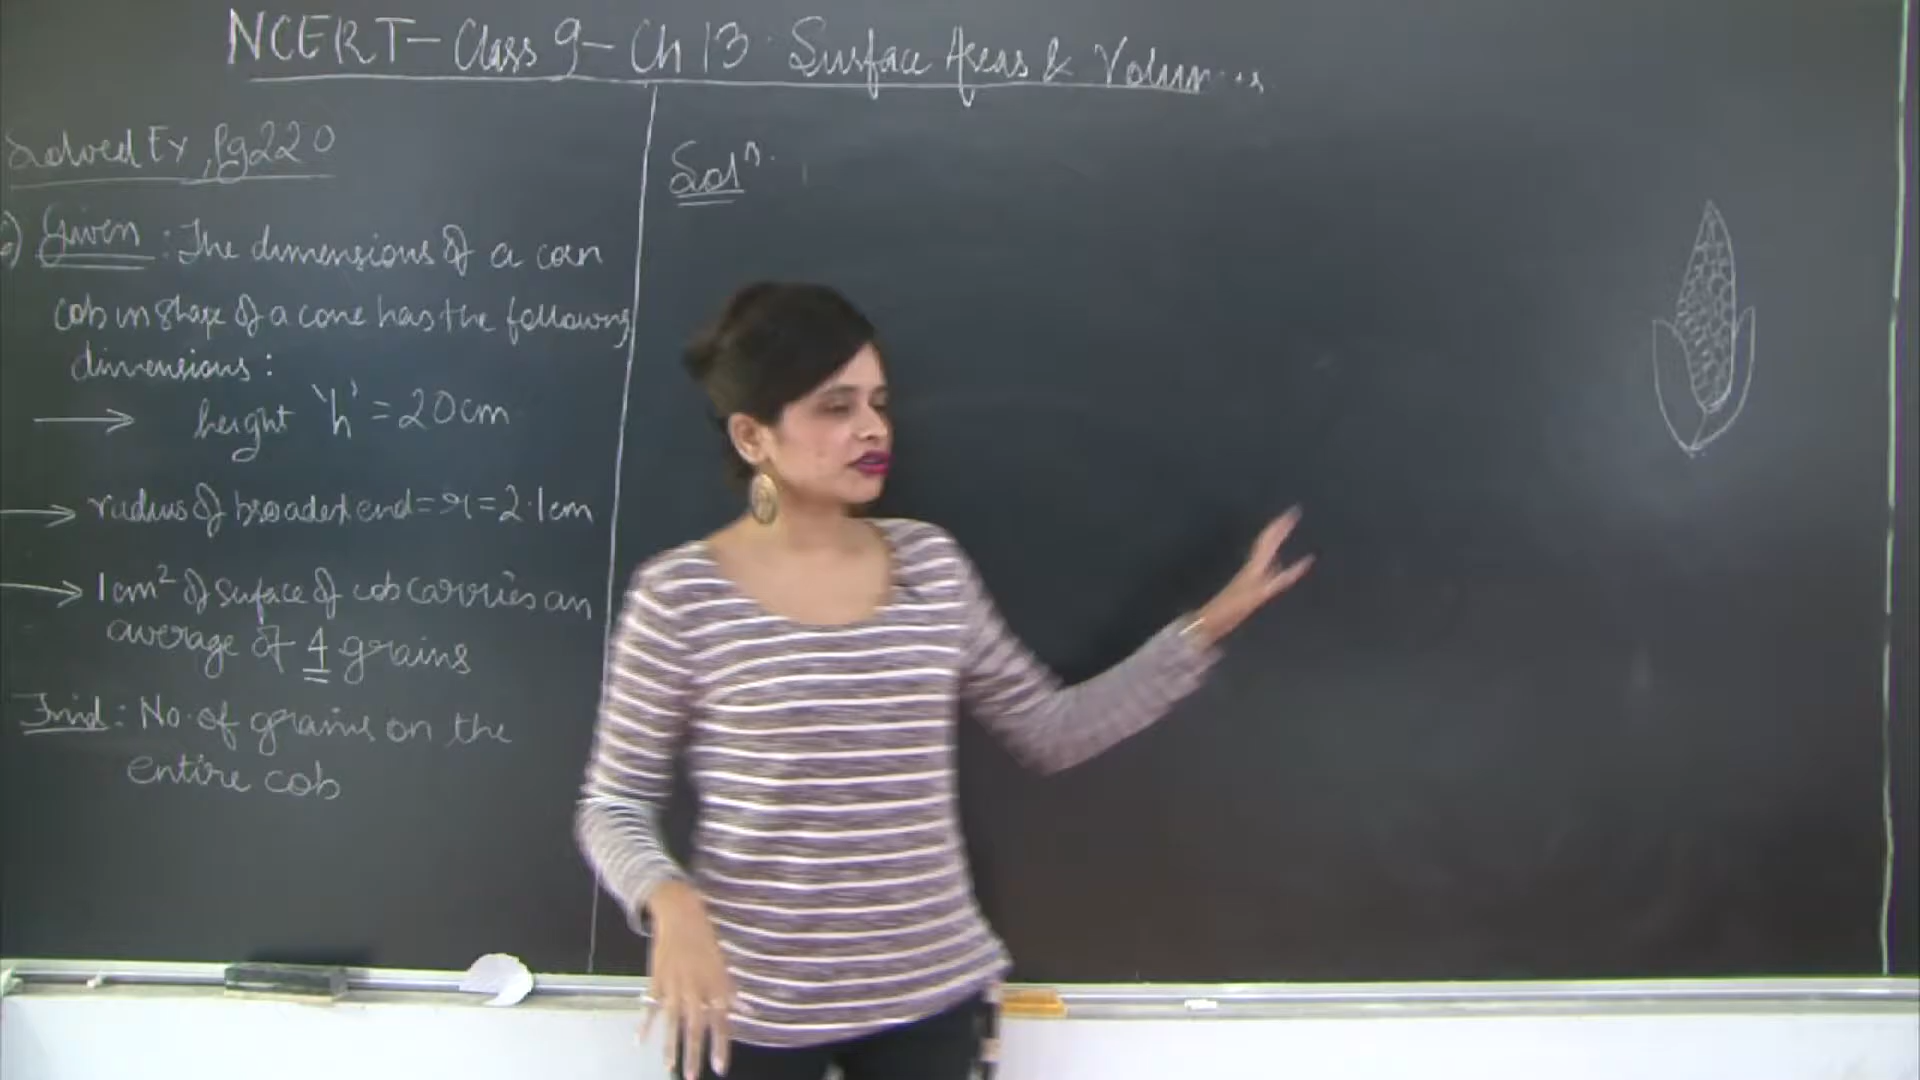 NCERT - Class 9 - Ch 13. Surface Areas &
Solved Ex, Pg 220
Given : The dimensions of a corn
cob in shape of a cone has the following
dimensions :
→ height 'h' = 20 cm
→ radius of broadest end = r = 2.1 cm
→ 1 cm² of surface of cob carries an
average of 4 grains
Find : No. of grains on the
entire cob
Solⁿ.